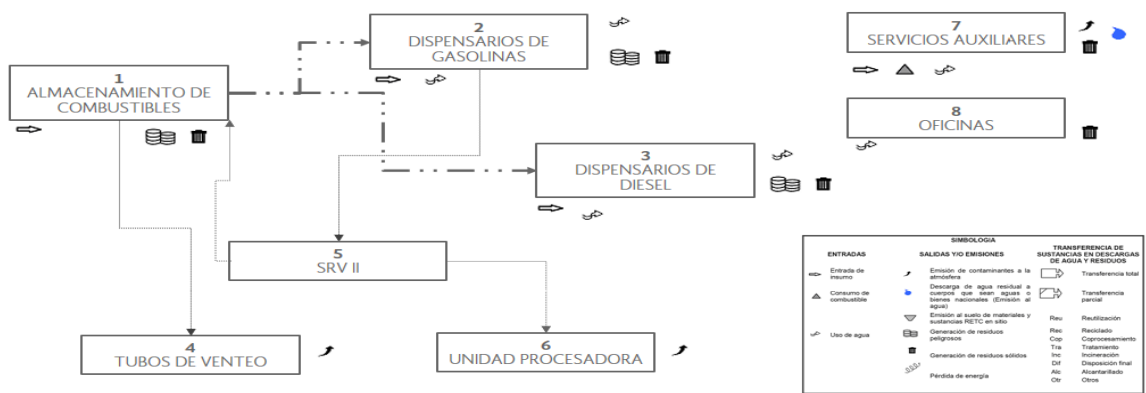 1
ALMACENAMIENTO DE
COMBUSTIBLES
2
DISPENSARIOS DE
GASOLINAS
3
DISPENSARIOS DE
DIESEL
4
TUBOS DE VENTEO
5
SRV II
6
UNIDAD PROCESADORA
7
SERVICIOS AUXILIARES
8
OFICINAS
SIMBOLOGIA
ENTRADAS
Entrada de
insumo
Consumo de
combustible
Uso de agua
SALIDAS Y/O EMISIONES
Emisión de contaminantes a la
atmósfera
Descarga de agua residual a
cuerpos que sean aguas o
bienes nacionales (Emisión al
agua)
Emisión al suelo de materiales y
sustancias RETC en sitio
Generación de residuos
peligrosos
Generación de residuos sólidos
Pérdida de energía
TRANSFERENCIA DE
SUSTANCIAS EN DESCARGAS
DE AGUA Y RESIDUOS
Transferencia total
Transferencia
parcial
Reu Reutilización
Rec Reciclado
Cop Coprocesamiento
Tra Tratamiento
Inc Incineración
Dif Disposición final
Alc Alcantarillado
Otr Otros